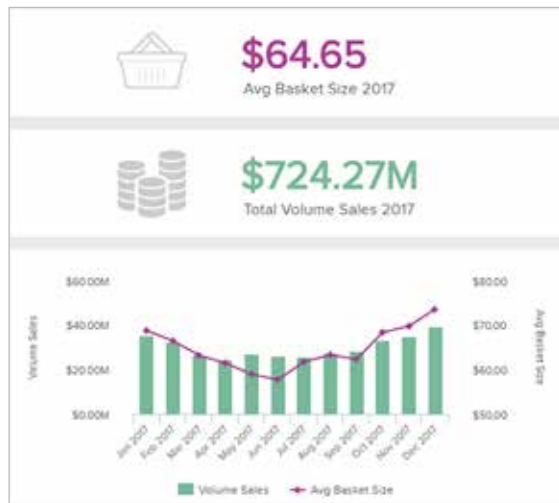 $64.65
Avg Basket Size 2017
$724.27M
Total Volume Sales 2017
$60.00M
$80.00
$40.00M
$70.00
$20.00M
$60.00
$0.00M
$50.00
Volume Sales
Avg Basket Size
Jan 2017
Feb 2017
Mar 2017
Apr 2017
May 2017
Jun 2017
Jul 2017
Aug 2017
Sep 2017
Oct 2017
Nov 2017
Dec 2017
Volume Sales
Avg Basket Size